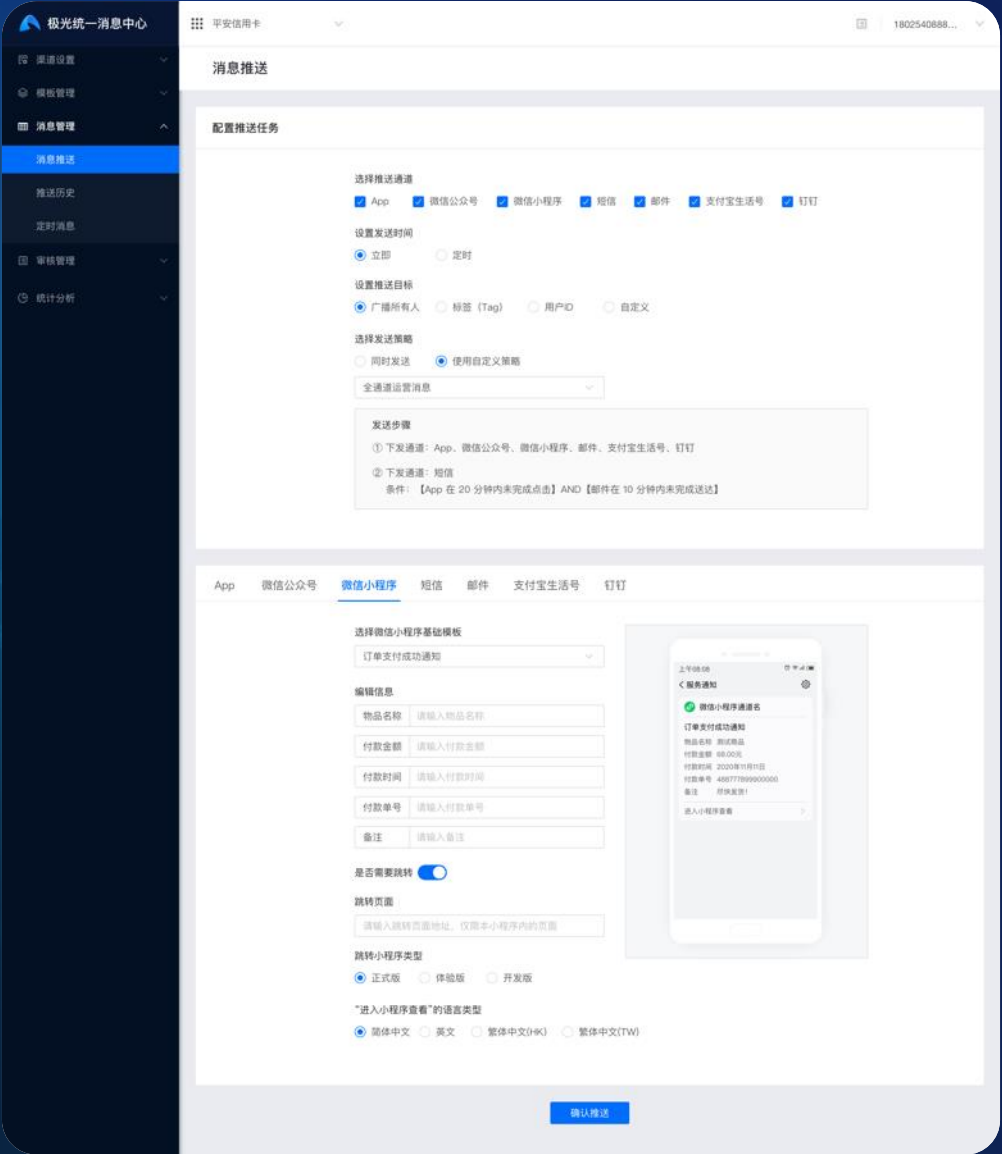 极光统一消息中心
平安信用卡
1802540888...
渠道设置
模板管理
消息管理
消息推送
推送历史
定时消息
审核管理
统计分析
消息推送
配置推送任务
选择推送通道
App 微信公众号 微信小程序 短信 邮件 支付宝生活号 钉钉
设置发送时间
立即 定时
设置推送目标
广播所有人 标签（Tag） 用户ID 自定义
选择发送策略
同时发送 使用自定义策略
全通道运营消息
发送步骤
① 下发通道：App、微信公众号、微信小程序、邮件、支付宝生活号、钉钉
② 下发通道：短信
条件：【App 在 20 分钟内未完成点击】AND【邮件在 10 分钟内未完成送达】
App 微信公众号 微信小程序 短信 邮件 支付宝生活号 钉钉
选择微信小程序基础模板
订单支付成功通知
编辑信息
物品名称 请输入物品名称
付款金额 请输入付款金额
付款时间 请输入付款时间
付款单号 请输入付款单号
备注 请输入备注
是否需要跳转
跳转页面
请输入跳转页面地址，仅限本小程序内的页面
跳转小程序类型
正式版 体验版 开发版
“进入小程序查看”的语言类型
简体中文 英文 繁体中文(HK) 繁体中文(TW)
上午08:08
服务通知
微信小程序通道名
订单支付成功通知
物品名称 测试商品
付款金额 68.00元
付款时间 2020年11月11日
付款单号 488777899900000
备注 尽快发货！
进入小程序查看
确认推送